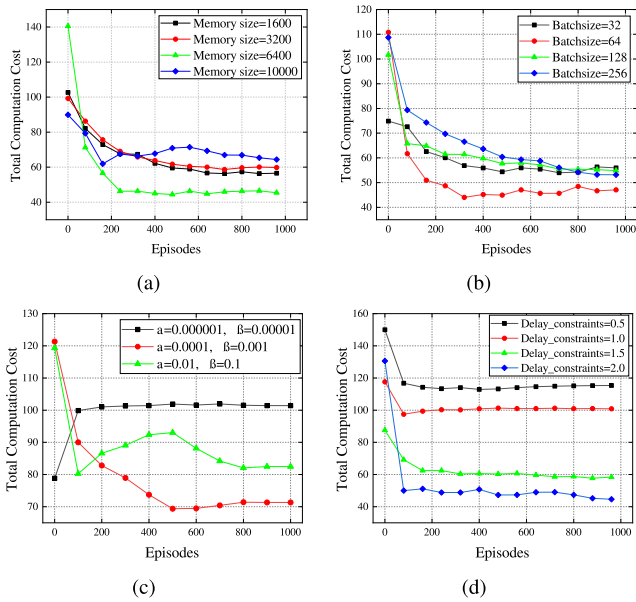 Total Computation Cost
140
120
100
80
60
40
0 200 400 600 800 1000
Episodes
Memory size=1600
Memory size=3200
Memory size=6400
Memory size=10000
(a)
Total Computation Cost
120
110
100
90
80
70
60
50
40
0 200 400 600 800 1000
Episodes
Batchsize=32
Batchsize=64
Batchsize=128
Batchsize=256
(b)
Total Computation Cost
130
120
110
100
90
80
70
60
0 200 400 600 800 1000
Episodes
a=0.000001, ß=0.00001
a=0.0001, ß=0.001
a=0.01, ß=0.1
(c)
Total Computation Cost
160
140
120
100
80
60
40
0 200 400 600 800 1000
Episodes
Delay_constraints=0.5
Delay_constraints=1.0
Delay_constraints=1.5
Delay_constraints=2.0
(d)